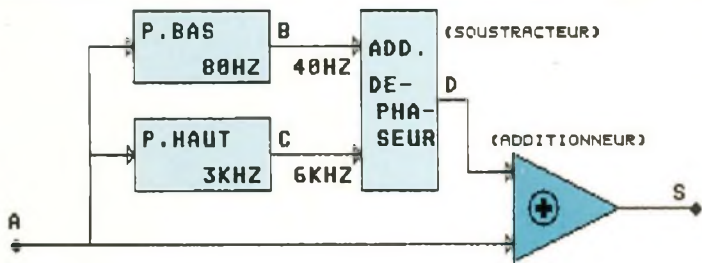 P.BAS
80HZ
B
40HZ
ADD.
DE-
PHA-
SEUR
(SOUSTRACTEUR)
D
P.HAUT
3KHZ
C
6KHZ
(ADDITIONNEUR)
A
+
S